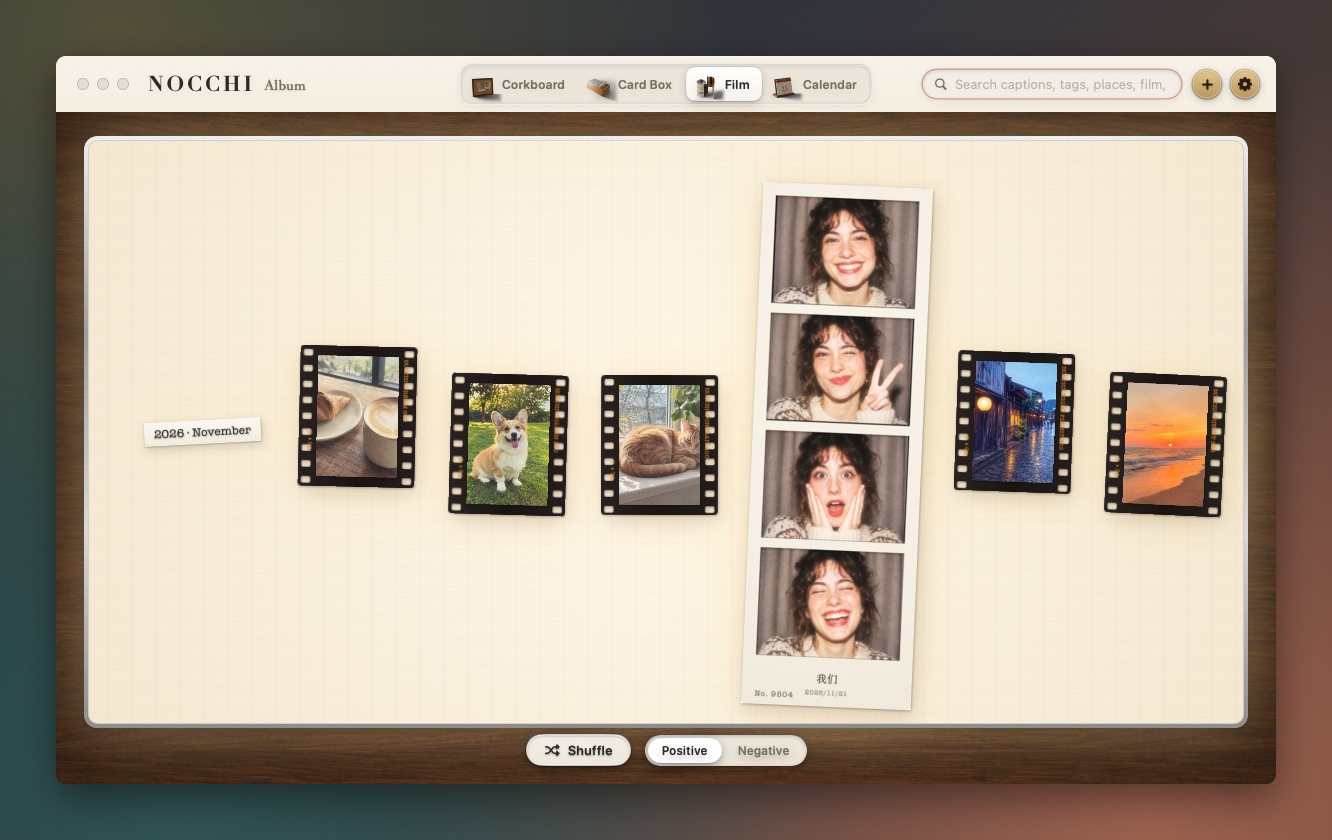 NOCCHI Album
Corkboard
Card Box
Film
Calendar
Search captions, tags, places, film,
2026 · November
我们
No. 9804
2026/11/21
Shuffle
Positive
Negative